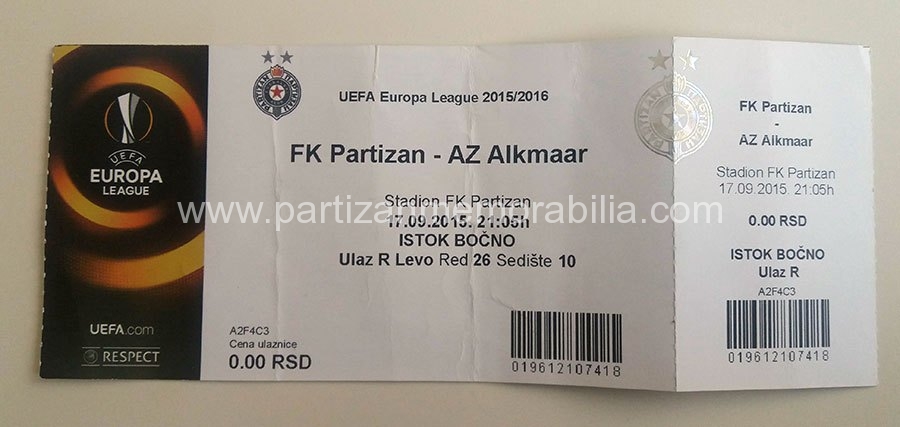 UEFA
EUROPA
LEAGUE
UEFA.com
RESPECT
PARTIZAN
UEFA Europa League 2015/2016
FK Partizan - AZ Alkmaar
Stadion FK Partizan
17.09.2015. 21:05h
ISTOK BOČNO
Ulaz R Levo Red 26 Sedište 10
A2F4C3
Cena ulaznice
0.00 RSD
019612107418
PARTIZAN
FK Partizan
-
AZ Alkmaar
Stadion FK Partizan
17.09.2015. 21:05h
0.00 RSD
ISTOK BOČNO
Ulaz R
A2F4C3
019612107418
www.partizanmemorabilia.com